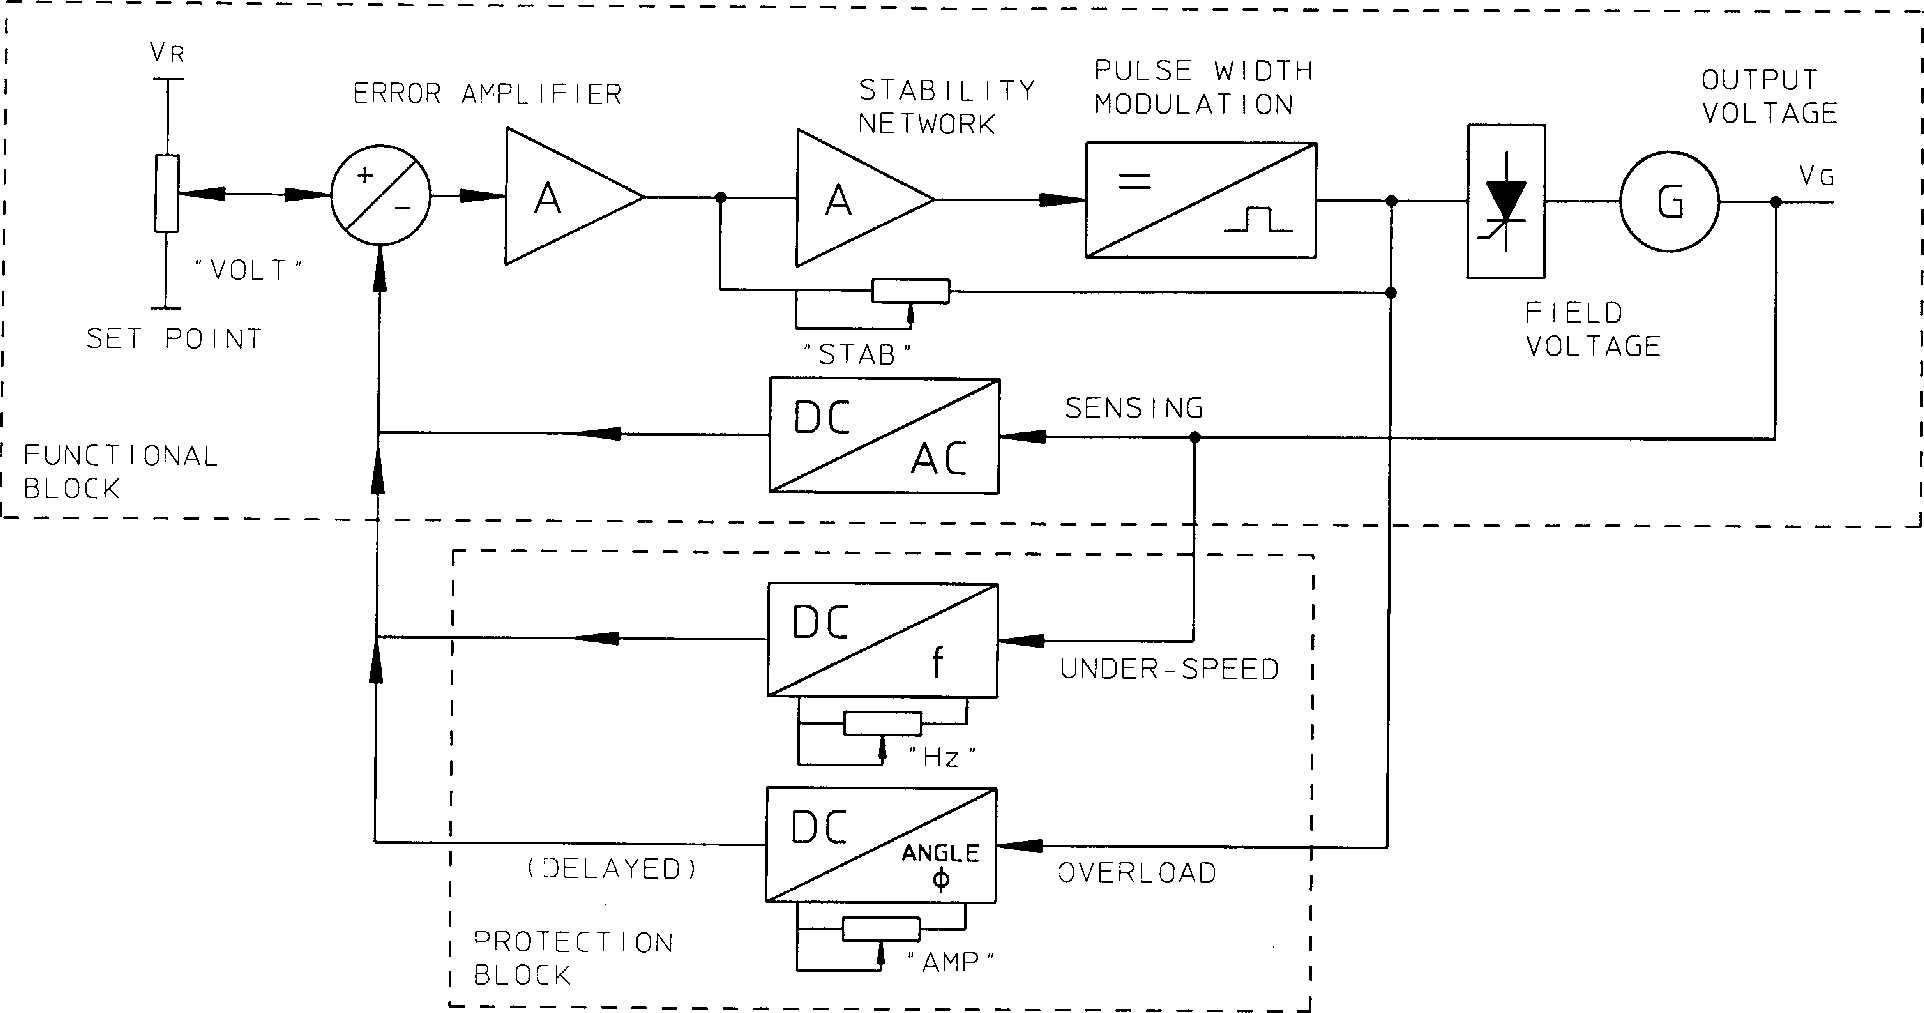 VR
ERROR AMPLIFIER
STABILITY
NETWORK
PULSE WIDTH
MODULATION
OUTPUT
VOLTAGE
+
-
A
A
=
G
VG
"VOLT"
SET POINT
"STAB"
FIELD
VOLTAGE
DC
AC
SENSING
FUNCTIONAL
BLOCK
DC
f
UNDER-SPEED
"Hz"
DC
ANGLE
ϕ
(DELAYED)
OVERLOAD
"AMP"
PROTECTION
BLOCK